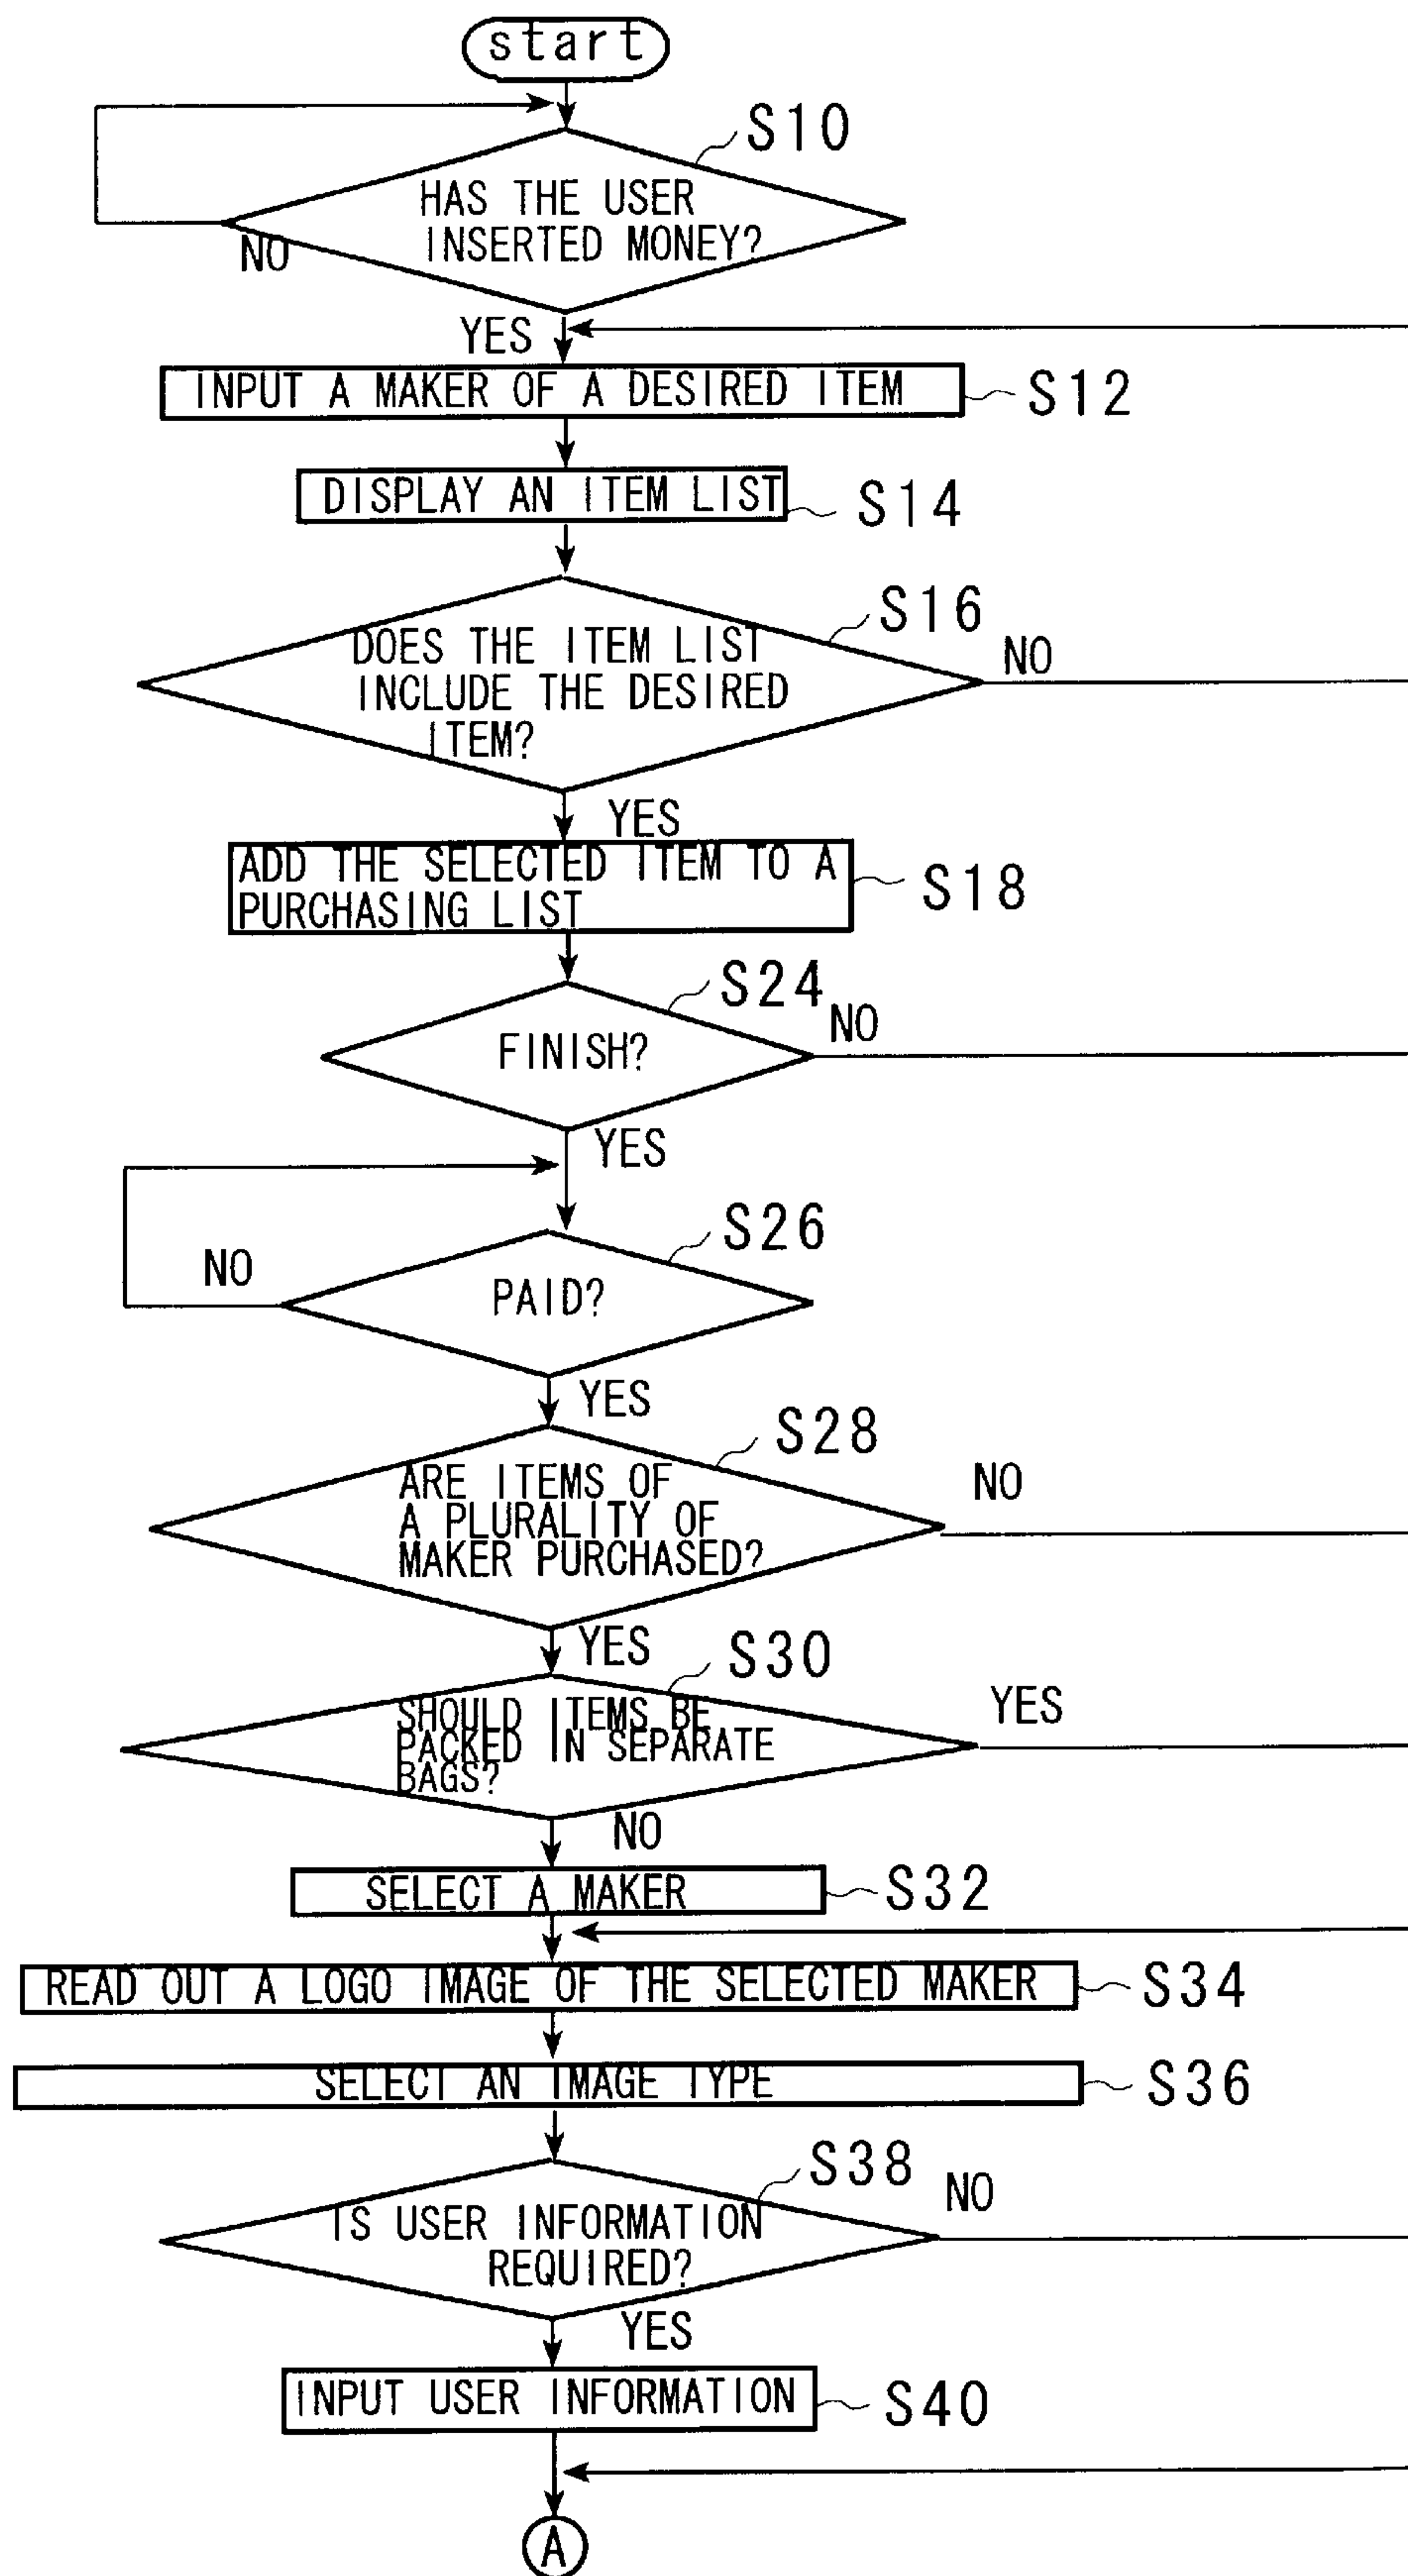 start
S10
HAS THE USER
INSERTED MONEY?
NO
YES
INPUT A MAKER OF A DESIRED ITEM
S12
DISPLAY AN ITEM LIST
S14
S16
DOES THE ITEM LIST
INCLUDE THE DESIRED
ITEM?
NO
YES
ADD THE SELECTED ITEM TO A
PURCHASING LIST
S18
S24
NO
FINISH?
YES
S26
NO
PAID?
YES
S28
ARE ITEMS OF
A PLURALITY OF
MAKER PURCHASED?
NO
YES
S30
SHOULD ITEMS BE
PACKED IN SEPARATE
BAGS?
YES
NO
SELECT A MAKER
S32
READ OUT A LOGO IMAGE OF THE SELECTED MAKER
S34
SELECT AN IMAGE TYPE
S36
S38
NO
IS USER INFORMATION
REQUIRED?
YES
INPUT USER INFORMATION
S40
A